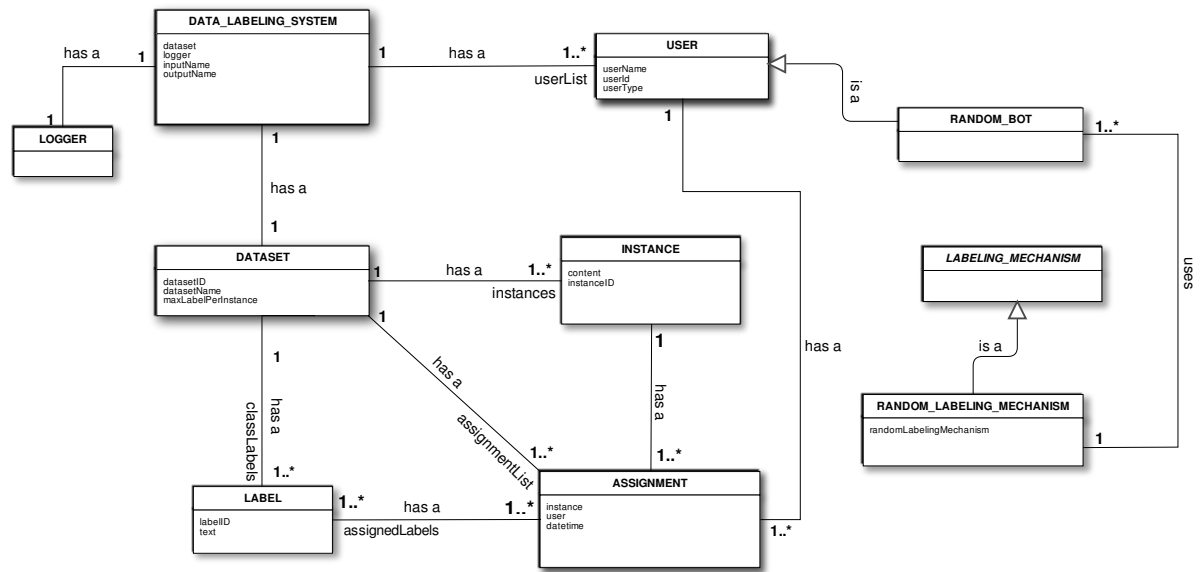 DATA_LABELING_SYSTEM
dataset
logger
inputName
outputName
has a
1
1
LOGGER
1
has a
1..*
userList
USER
userName
userId
userType
is a
RANDOM_BOT
1..*
uses
1
1
has a
1
DATASET
datasetID
datasetName
maxLabelPerInstance
1
has a
1..*
instances
INSTANCE
content
instanceID
LABELING_MECHANISM
is a
RANDOM_LABELING_MECHANISM
randomLabelingMechanism
1
has a
1
has a
classLabels
1..*
1
has a
assignmentList
1..*
1
has a
1..*
LABEL
labelID
text
1..*
has a
1..*
assignedLabels
ASSIGNMENT
instance
user
datetime
1..*